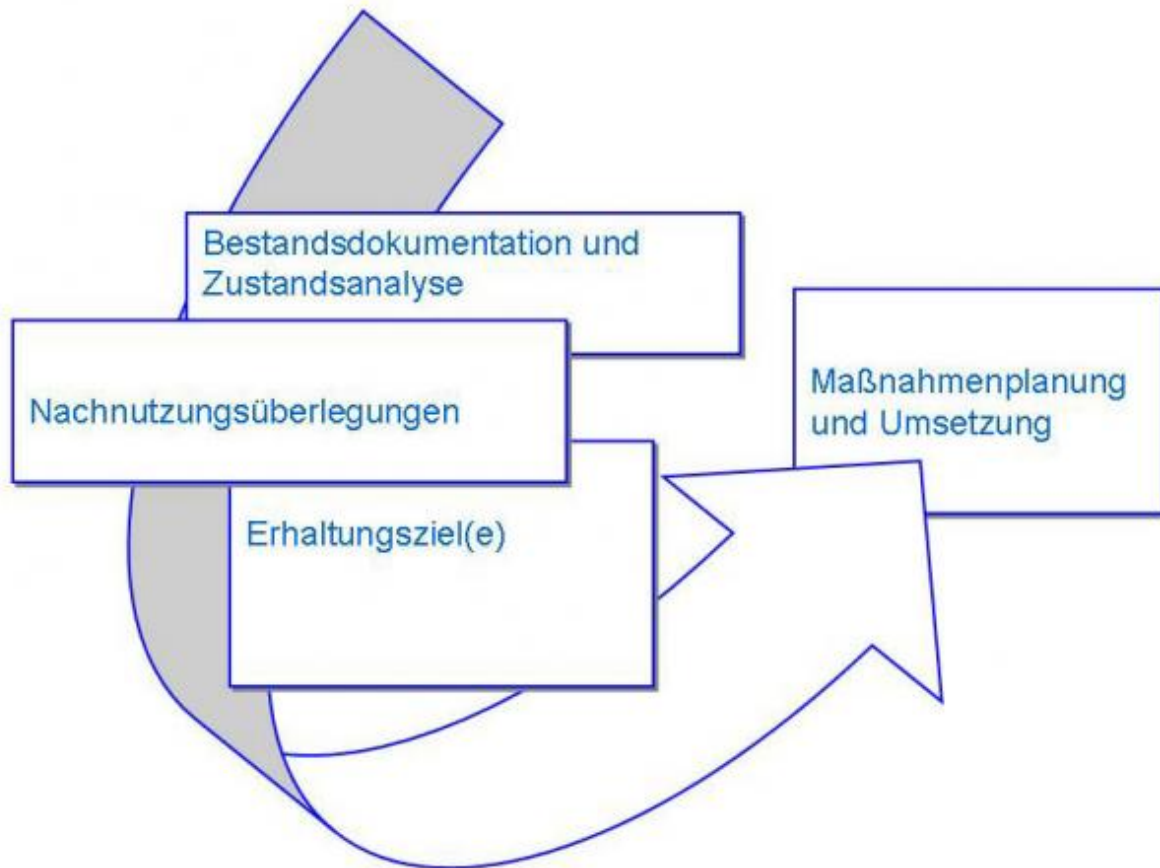 Bestandsdokumentation und
Zustandsanalyse
Nachnutzungsüberlegungen
Erhaltungsziel(e)
Maßnahmenplanung
und Umsetzung